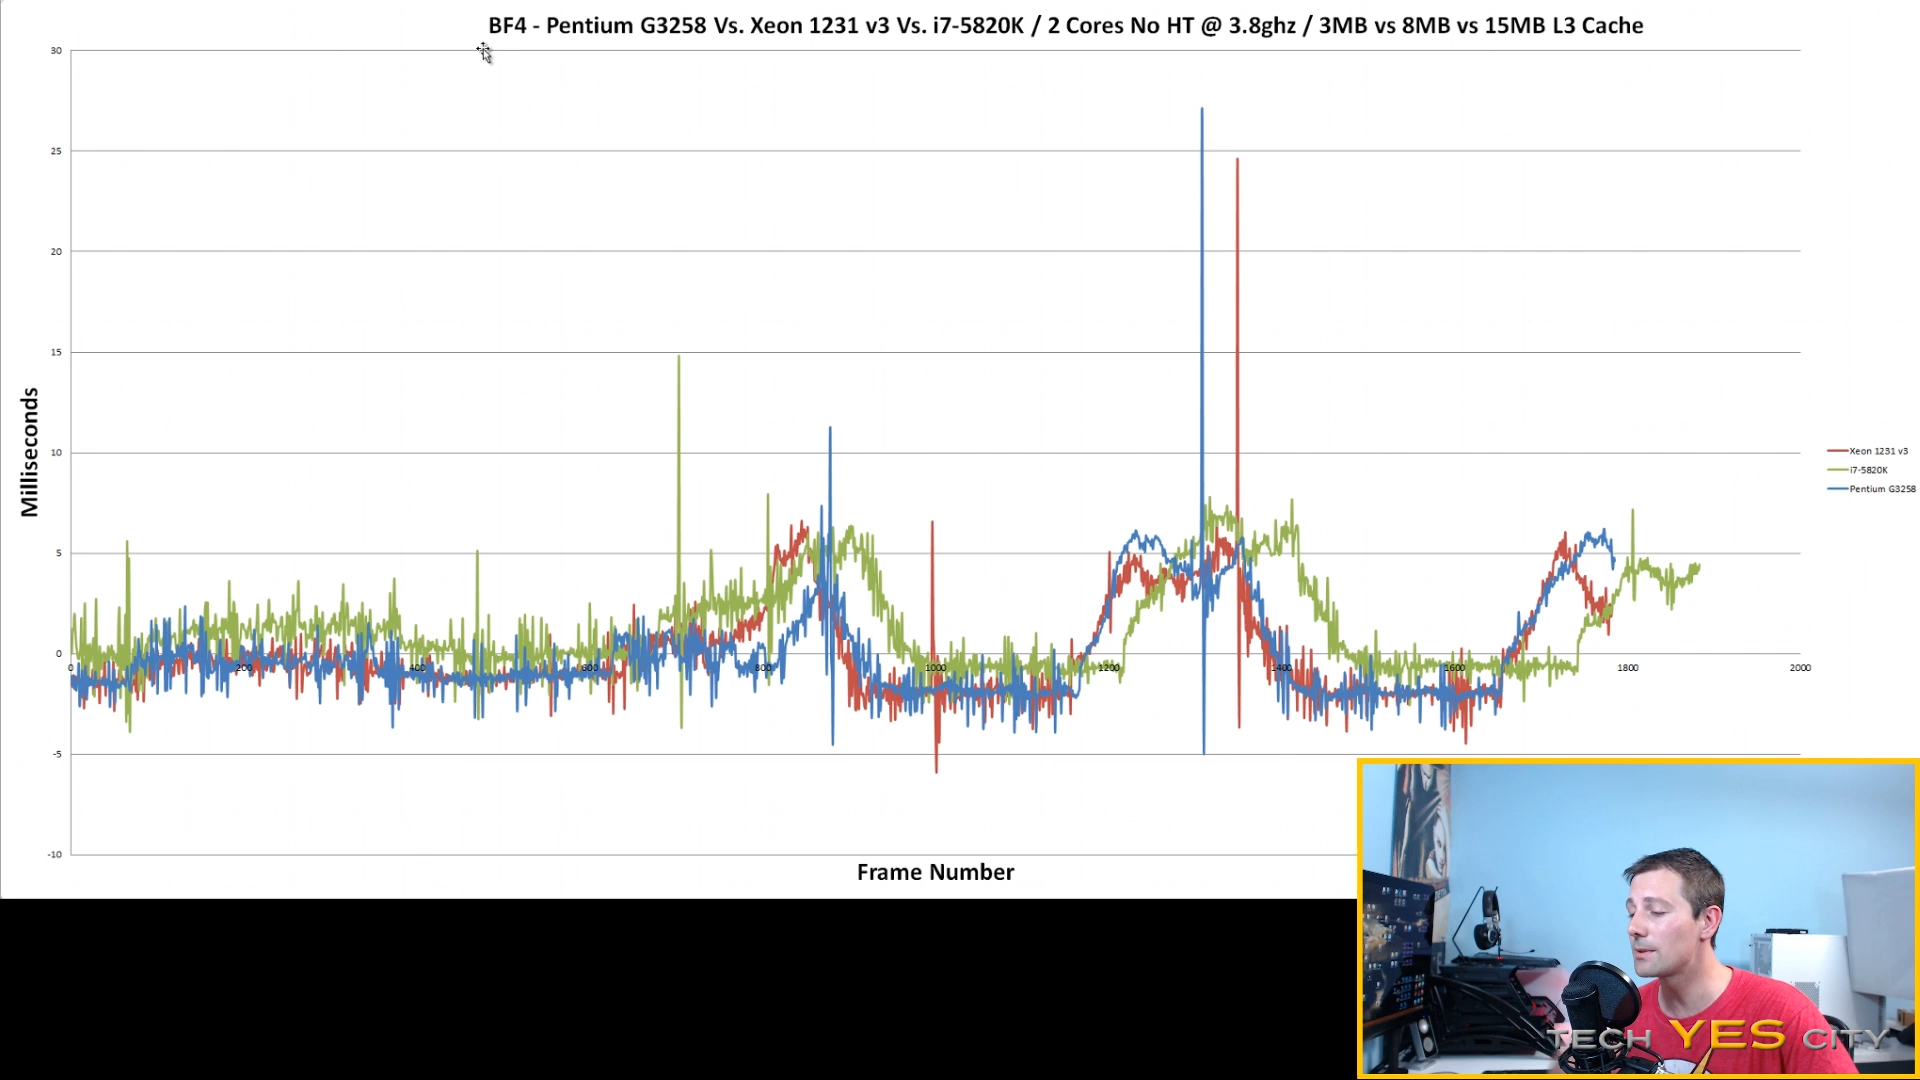 BF4 - Pentium G3258 Vs. Xeon 1231 v3 Vs. i7-5820K / 2 Cores No HT @ 3.8ghz / 3MB vs 8MB vs 15MB L3 Cache
30
25
20
15
10
5
0
-5
-10
Milliseconds
0 200 400 600 800 1000 1200 1400 1600 1800 2000
Frame Number
Xeon 1231 v3
i7-5820K
Pentium G3258
TECH YES CITY